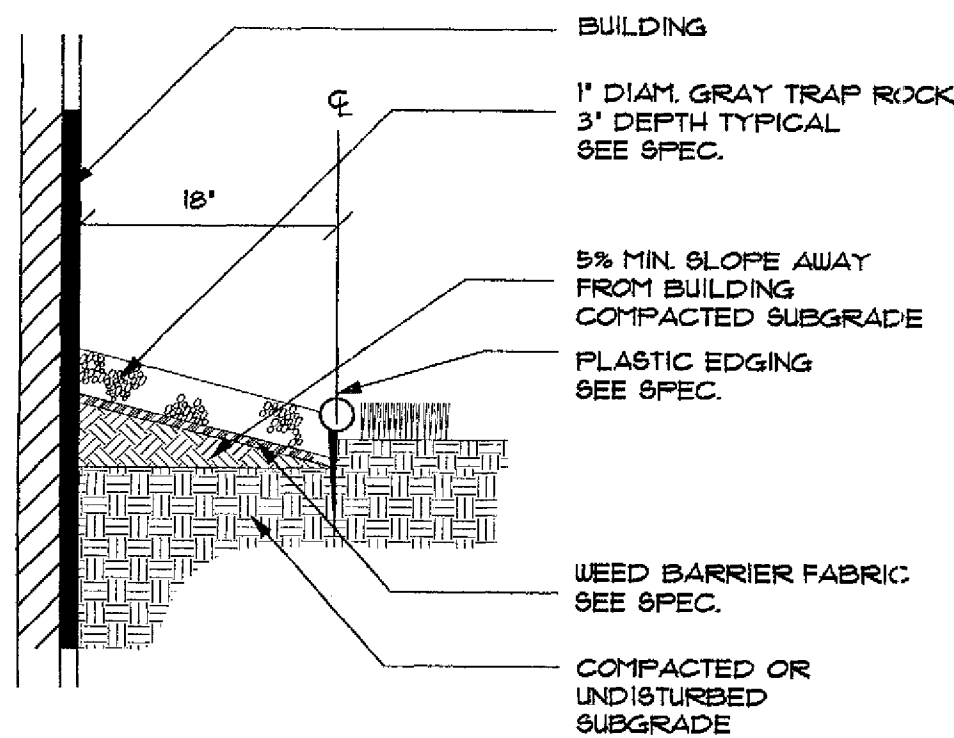 BUILDING
1" DIAM. GRAY TRAP ROCK
3" DEPTH TYPICAL
SEE SPEC.
℄
18"
5% MIN. SLOPE AWAY
FROM BUILDING
COMPACTED SUBGRADE
PLASTIC EDGING
SEE SPEC.
WEED BARRIER FABRIC
SEE SPEC.
COMPACTED OR
UNDISTURBED
SUBGRADE